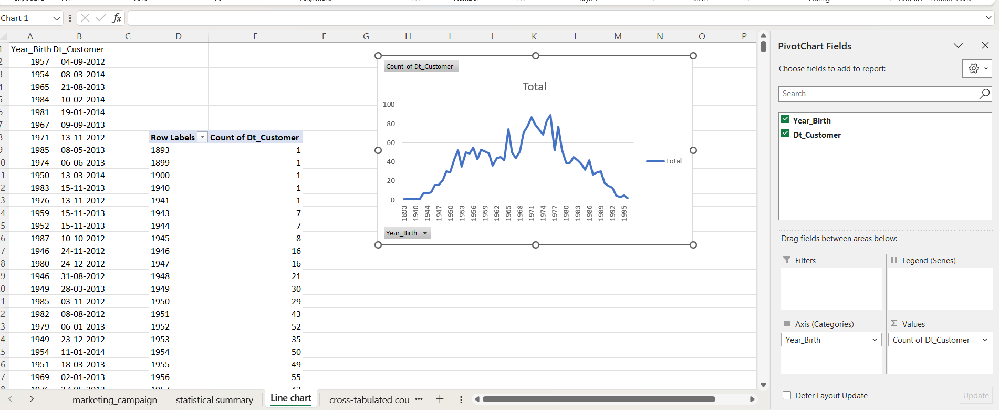 Chart 1 fx
A B C D E F G H I J K L M N O P
Year_Birth Dt_Customer
1957 04-09-2012
1954 08-03-2014
1965 21-08-2013
1984 10-02-2014
1981 19-01-2014
1967 09-09-2013
1971 13-11-2012
1985 08-05-2013
1974 06-06-2013
1950 13-03-2014
1983 15-11-2013
1976 13-11-2012
1959 15-11-2013
1952 15-11-2013
1987 10-10-2012
1946 24-11-2012
1980 24-12-2012
1946 31-08-2012
1949 28-03-2013
1985 03-11-2012
1982 08-08-2012
1979 06-01-2013
1949 23-12-2012
1954 11-01-2014
1951 18-03-2013
1969 02-01-2013
Row Labels Count of Dt_Customer
1893 1
1899 1
1900 1
1940 1
1941 1
1943 7
1944 7
1945 8
1946 16
1947 16
1948 21
1949 30
1950 29
1951 43
1952 52
1953 35
1954 50
1955 49
1956 55
Count of Dt_Customer
Total
100
80
60
40
20
0
1893 1940 1944 1947 1950 1953 1956 1959 1962 1965 1968 1971 1974 1977 1980 1983 1986 1989 1992 1995
Total
Year_Birth
PivotChart Fields
Choose fields to add to report:
Search
Year_Birth
Dt_Customer
Drag fields between areas below:
Filters
Legend (Series)
Axis (Categories)
Year_Birth
Σ Values
Count of Dt_Customer
Defer Layout Update
Update
marketing_campaign statistical summary Line chart cross-tabulated cou ...